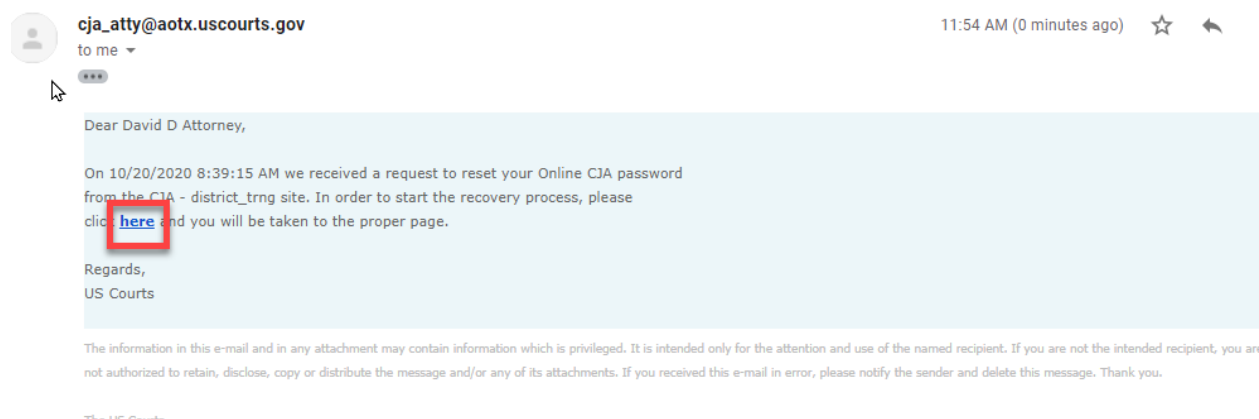 cja_atty@aotx.uscourts.gov
11:54 AM (0 minutes ago)
to me
Dear David D Attorney,
On 10/20/2020 8:39:15 AM we received a request to reset your Online CJA password
from the CJA - district_trng site. In order to start the recovery process, please
click here and you will be taken to the proper page.
Regards,
US Courts
The information in this e-mail and in any attachment may contain information which is privileged. It is intended only for the attention and use of the named recipient. If you are not the intended recipient, you are
not authorized to retain, disclose, copy or distribute the message and/or any of its attachments. If you received this e-mail in error, please notify the sender and delete this message. Thank you.
The US Courts